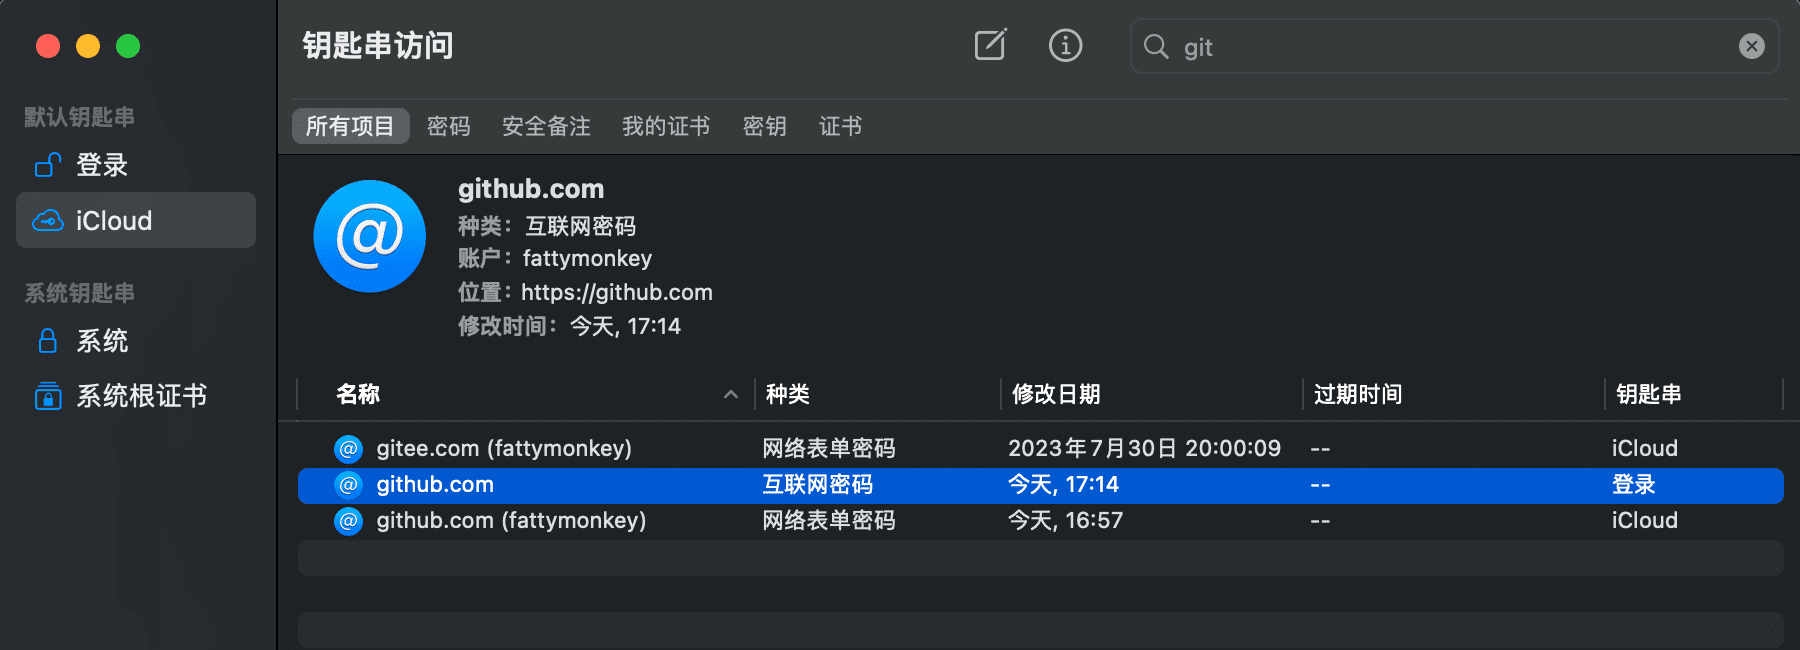 钥匙串访问
git
默认钥匙串
登录
iCloud
系统钥匙串
系统
系统根证书
所有项目 密码 安全备注 我的证书 密钥 证书
github.com
种类：互联网密码
账户：fattymonkey
位置：https://github.com
修改时间：今天, 17:14
名称 种类 修改日期 过期时间 钥匙串
gitee.com (fattymonkey) 网络表单密码 2023年7月30日 20:00:09 -- iCloud
github.com 互联网密码 今天, 17:14 -- 登录
github.com (fattymonkey) 网络表单密码 今天, 16:57 -- iCloud